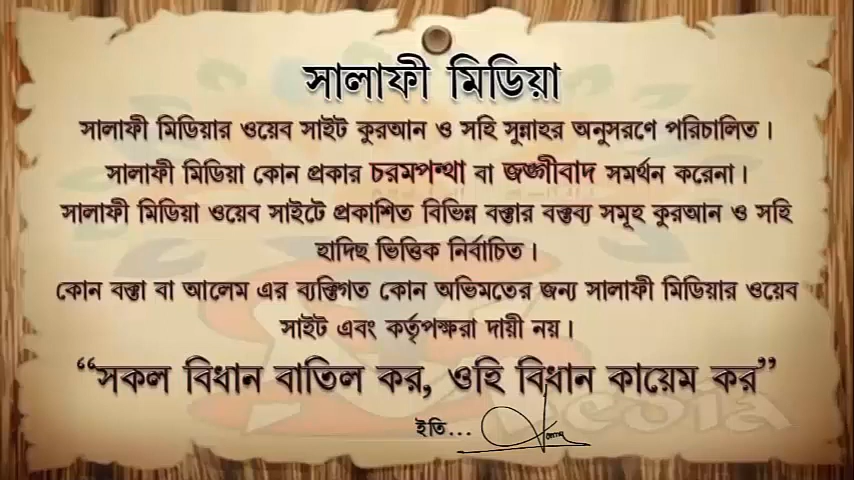 সালাফী মিডিয়া
সালাফী মিডিয়ার ওয়েব সাইট কুরআন ও সহি সুন্নাহর অনুসরণে পরিচালিত।
সালাফী মিডিয়া কোন প্রকার চরমপন্থা বা জঙ্গীবাদ সমর্থন করেনা।
সালাফী মিডিয়া ওয়েব সাইটে প্রকাশিত বিভিন্ন বক্তার বক্তব্য সমূহ কুরআন ও সহি
হাদিছ ভিত্তিক নির্বাচিত।
কোন বক্তা বা আলেম এর ব্যক্তিগত কোন অভিমতের জন্য সালাফী মিডিয়ার ওয়েব
সাইট এবং কর্তৃপক্ষরা দায়ী নয়।
“সকল বিধান বাতিল কর, ওহি বিধান কায়েম কর”
edia
ইতি...